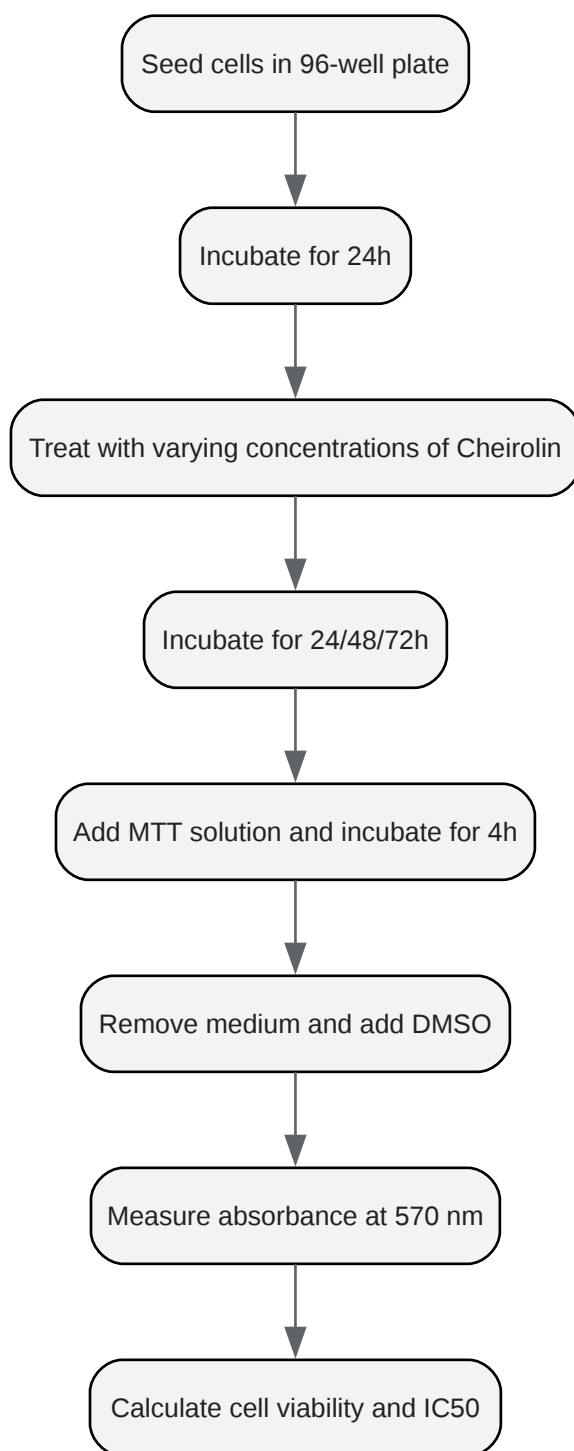 Seed cells in 96-well plate
Incubate for 24h
Treat with varying concentrations of Cheirolin
Incubate for 24/48/72h
Add MTT solution and incubate for 4h
Remove medium and add DMSO
Measure absorbance at 570 nm
Calculate cell viability and IC50